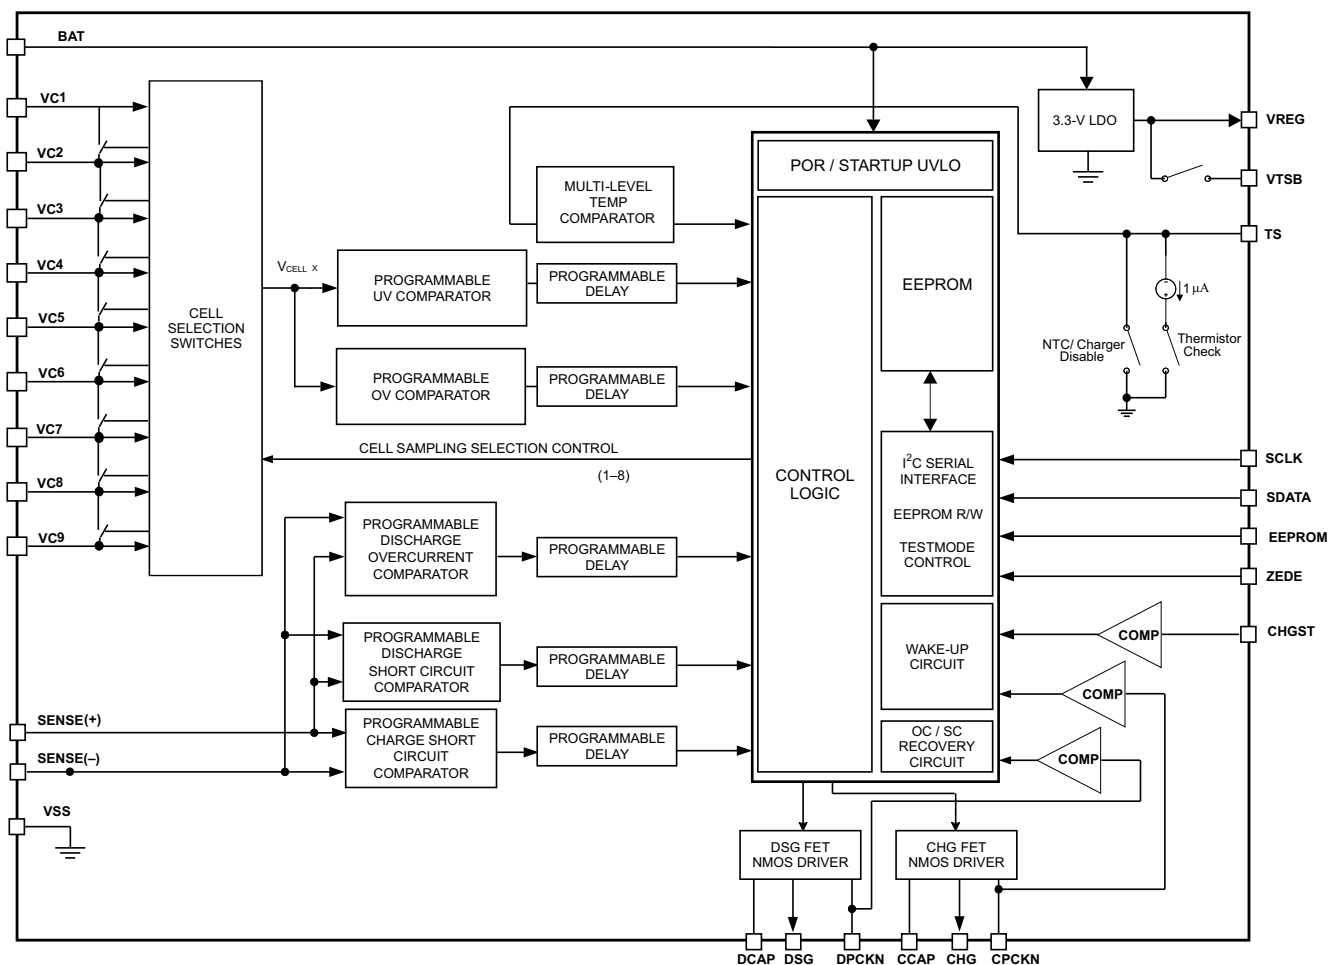 BAT
VC1
VC2
VC3
VC4
VC5
VC6
VC7
VC8
VC9
SENSE(+)
SENSE(–)
VSS
CELL
SELECTION
SWITCHES
VCELL x
PROGRAMMABLE
UV COMPARATOR
PROGRAMMABLE
OV COMPARATOR
MULTI-LEVEL
TEMP
COMPARATOR
PROGRAMMABLE
DELAY
PROGRAMMABLE
DELAY
CELL SAMPLING SELECTION CONTROL
(1–8)
PROGRAMMABLE
DISCHARGE
OVERCURRENT
COMPARATOR
PROGRAMMABLE
DELAY
PROGRAMMABLE
DISCHARGE
SHORT CIRCUIT
COMPARATOR
PROGRAMMABLE
DELAY
PROGRAMMABLE
CHARGE SHORT
CIRCUIT
COMPARATOR
PROGRAMMABLE
DELAY
POR / STARTUP UVLO
CONTROL
LOGIC
EEPROM
I2C SERIAL
INTERFACE
EEPROM R/W
TESTMODE
CONTROL
WAKE-UP
CIRCUIT
OC / SC
RECOVERY
CIRCUIT
3.3-V LDO
1 µA
NTC/ Charger
Disable
Thermistor
Check
COMP
COMP
COMP
VREG
VTSB
TS
SCLK
SDATA
EEPROM
ZEDE
CHGST
DSG FET
NMOS DRIVER
CHG FET
NMOS DRIVER
DCAP
DSG
DPCKN
CCAP
CHG
CPCKN